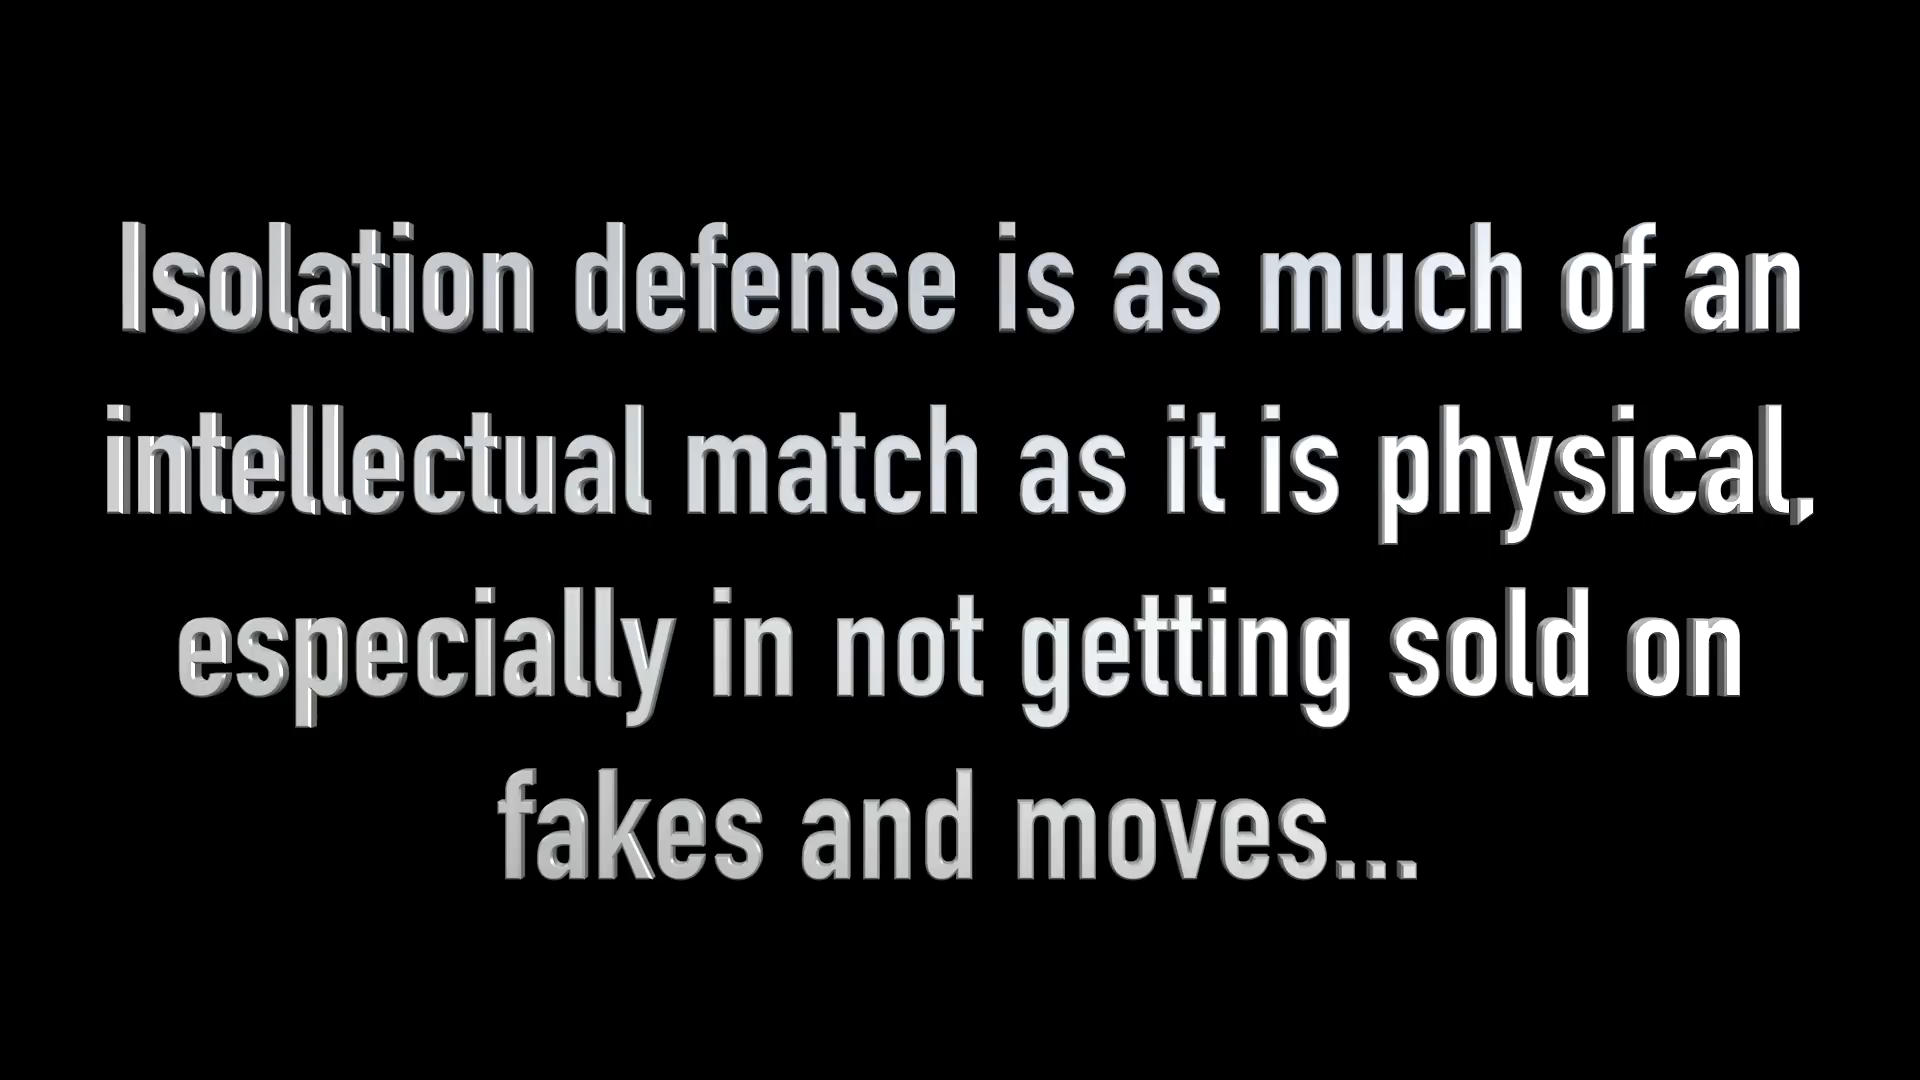 Isolation defense is as much of an
intellectual match as it is physical,
especially in not getting sold on
fakes and moves...